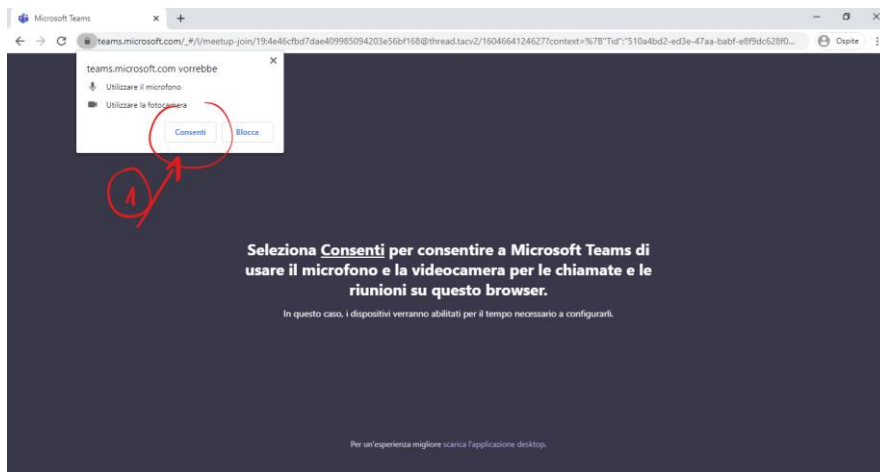 Microsoft Teams
teams.microsoft.com/_#/l/meetup-join/19:4e46cfbd7dae409985094203e56bf168@thread.tacv2/1604664124627?context=%7B"Tid":"510a4bd2-ed3e-47aa-babf-e8f9dc628f0...
Ospite
teams.microsoft.com vorrebbe
Utilizzare il microfono
Utilizzare la fotocamera
Consenti Blocca
1
Seleziona Consenti per consentire a Microsoft Teams di
usare il microfono e la videocamera per le chiamate e le
riunioni su questo browser.
In questo caso, i dispositivi verranno abilitati per il tempo necessario a configurarli.
Per un'esperienza migliore scarica l'applicazione desktop.